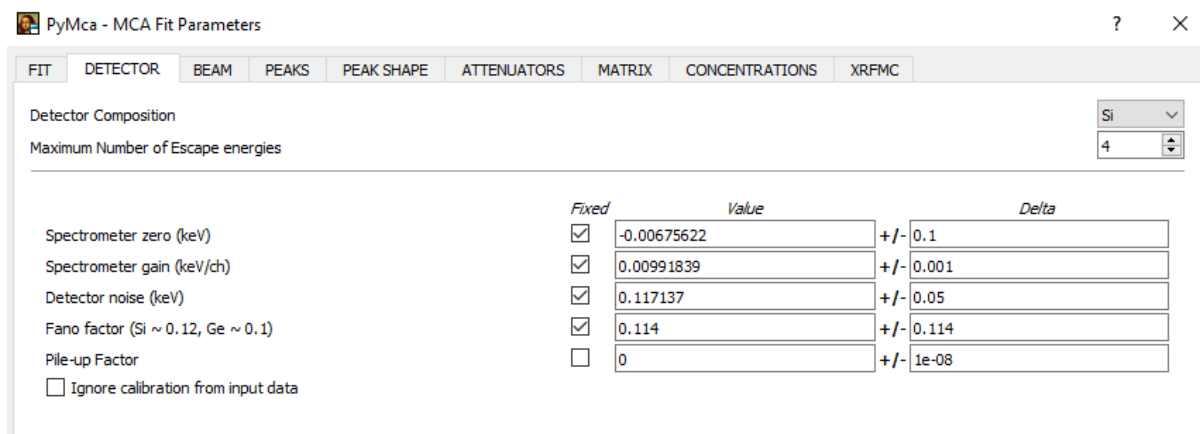 PyMca - MCA Fit Parameters ?
FIT DETECTOR BEAM PEAKS PEAK SHAPE ATTENUATORS MATRIX CONCENTRATIONS XRFMC
Detector Composition Si
Maximum Number of Escape energies 4
Fixed Value Delta
Spectrometer zero (keV) -0.00675622 +/- 0.1
Spectrometer gain (keV/ch) 0.00991839 +/- 0.001
Detector noise (keV) 0.117137 +/- 0.05
Fano factor (Si ~ 0.12, Ge ~ 0.1) 0.114 +/- 0.114
Pile-up Factor 0 +/- 1e-08
Ignore calibration from input data